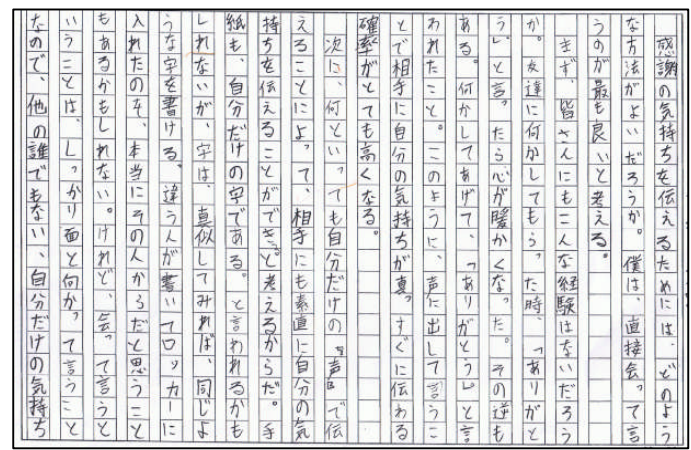 感謝の気持ちを伝えるためには、どのよう
な方法がよいだろうか。僕は、直接会って言
うのが最も良いと考える。
まず、皆さんにもこんな経験はないだろう
か。友達に何かしてもらった時、「ありがと
う」と言ったら心が暖かくなった。その逆も
ある。何かしてあげて、「ありがとう」と言
われたこと。このように、声に出して言うこ
とで相手に自分の気持ちが真っすぐに伝わる
確率がとても高くなる。
次に、何といっても自分だけの『声』で伝
えることによって、相手にも素直に自分の気
持ちを伝えることができると考えるからだ。手
紙も、自分だけの字である。と言われるかも
しれないが、字は、真似してみれば、同じよ
うな字を書ける。違う人が書いてロッカーに
入れたのを、本当にその人からだと思うこと
もあるかもしれない。けれど、会って言うと
いうことは、しっかり面と向かって言うこと
なので、他の誰でもない、自分だけの気持ち